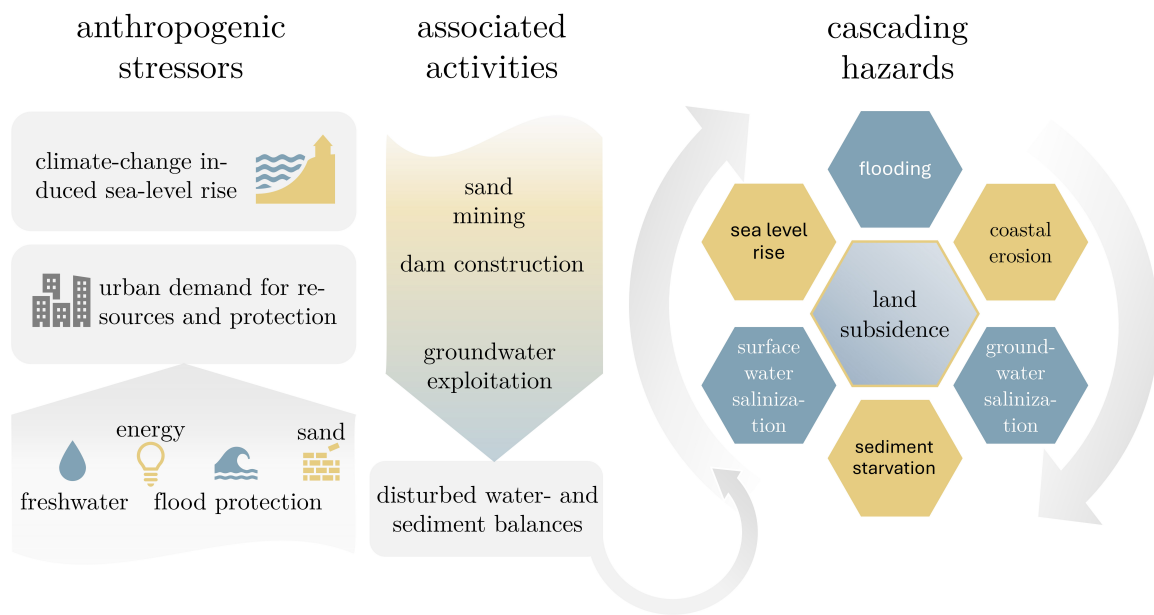 anthropogenic
stressors
climate-change in-
duced sea-level rise
urban demand for re-
sources and protection
energy
sand
freshwater
flood protection
associated
activities
sand
mining
dam construction
groundwater
exploitation
disturbed water- and
sediment balances
cascading
hazards
flooding
sea level
rise
coastal
erosion
land
subsidence
surface
water
saliniza-
tion
ground-
water
saliniza-
tion
sediment
starvation